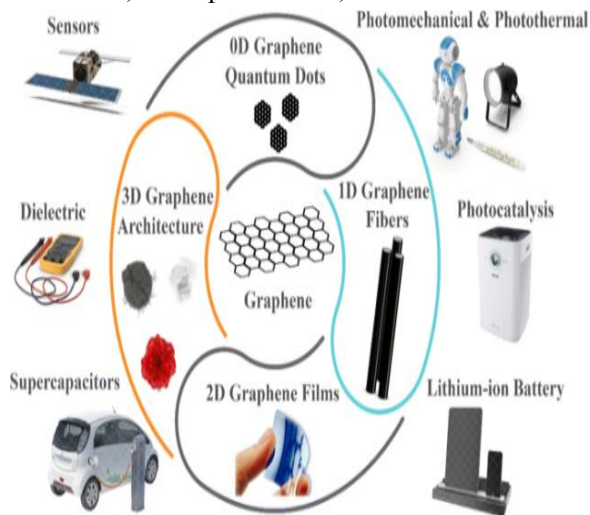 Sensors
0D Graphene
Quantum Dots
Photomechanical & Photothermal
3D Graphene
Architecture
1D Graphene
Fibers
Dielectric
Photocatalysis
Graphene
Supercapacitors
2D Graphene Films
Lithium-ion Battery